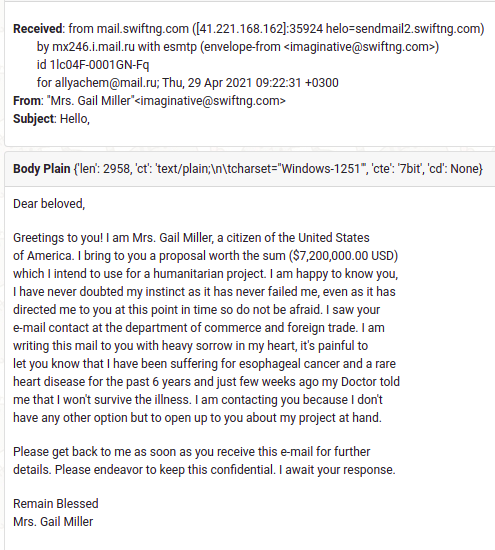 Received: from mail.swiftng.com ([41.221.168.162]:35924 helo=sendmail2.swiftng.com)
by mx246.i.mail.ru with esmtp (envelope-from <imaginative@swiftng.com>)
id 1lc04F-0001GN-Fq
for allyachem@mail.ru; Thu, 29 Apr 2021 09:22:31 +0300
From: "Mrs. Gail Miller"<imaginative@swiftng.com>
Subject: Hello,
Body Plain {'len': 2958, 'ct': 'text/plain;\n\tcharset="Windows-1251"', 'cte': '7bit', 'cd': None}
Dear beloved,
Greetings to you! I am Mrs. Gail Miller, a citizen of the United States
of America. I bring to you a proposal worth the sum ($7,200,000.00 USD)
which I intend to use for a humanitarian project. I am happy to know you,
I have never doubted my instinct as it has never failed me, even as it has
directed me to you at this point in time so do not be afraid. I saw your
e-mail contact at the department of commerce and foreign trade. I am
writing this mail to you with heavy sorrow in my heart, it's painful to
let you know that I have been suffering for esophageal cancer and a rare
heart disease for the past 6 years and just few weeks ago my Doctor told
me that I won't survive the illness. I am contacting you because I don't
have any other option but to open up to you about my project at hand.
Please get back to me as soon as you receive this e-mail for further
details. Please endeavor to keep this confidential. I await your response.
Remain Blessed
Mrs. Gail Miller